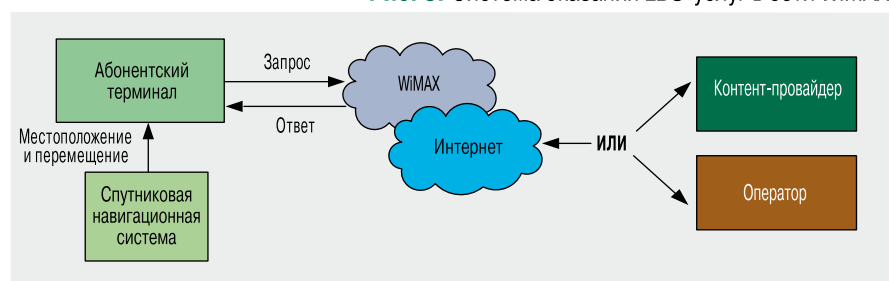 Абонентский
терминал
Запрос
Ответ
WiMAX
Интернет
ИЛИ
Контент-провайдер
Оператор
Местоположение
и перемещение
Спутниковая
навигационная
система